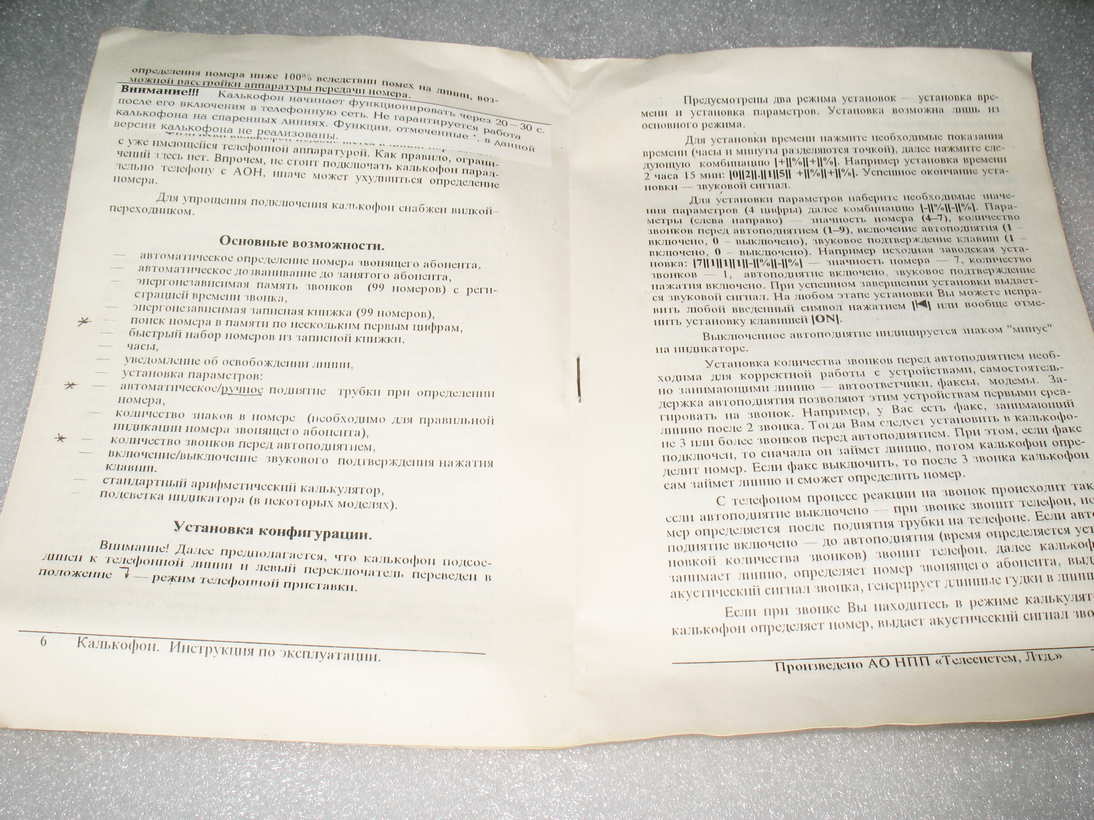 определения номера ниже 100% вследствии помех на линии, воз-
можной расстройки аппаратуры передачи номера.
Внимание!!! Калькофон начинает функционировать через 20 – 30 с.
после его включения в телефонную сеть. Не гарантируется работа
калькофона на спаренных линиях. Функции, отмеченные *, в данной
версии калькофона не реализованы.
с уже имеющейся телефонной аппаратурой. Как правило, ограни-
чений здесь нет. Впрочем, не стоит подключать калькофон парал-
лельно телефону с АОН, иначе может ухудшиться определение
номера.
Для упрощения подключения калькофон снабжен вилкой–
переходником.
Основные возможности.
— автоматическое определение номера звонящего абонента,
— автоматическое дозванивание до занятого абонента,
— энергонезависимая память звонков (99 номеров) с реги-
страцией времени звонка,
— энергонезависимая записная книжка (99 номеров),
* — поиск номера в памяти по нескольким первым цифрам,
— быстрый набор номеров из записной книжки,
— часы,
— уведомление об освобождении линии,
— установка параметров:
* — автоматическое/ручное поднятие трубки при определении
номера,
— количество знаков в номере (необходимо для правильной
индикации номера звонящего абонента),
* — количество звонков перед автоподнятием,
— включение/выключение звукового подтверждения нажатия
клавиш.
— стандартный арифметический калькулятор,
— подсветка индикатора (в некоторых моделях).
Установка конфигурации.
Внимание! Далее предполагается, что калькофон подсое-
динен к телефонной линии и левый переключатель переведен в
положение — режим телефонной приставки.
6 Калькофон. Инструкция по эксплуатации.
Предусмотрены два режима установок — установка вре-
мени и установка параметров. Установка возможна лишь из
основного режима.
Для установки времени нажмите необходимые показания
времени (часы и минуты разделяются точкой), далее нажмите сле-
дующую комбинацию [+][%][+][%]. Например установка времени
2 часа 15 мин: [0][2][.][1][5][ +][%][+][%]. Успешное окончание уста-
новки — звуковой сигнал.
Для установки параметров наберите необходимые значе-
ния параметров (4 цифры) далее комбинация [-][%][-][%]. Пара-
метры (слева направо) — значность номера (4–7), количество
звонков перед автоподнятием (1–9), включение автоподнятия (1 –
включено, 0 – выключено), звуковое подтверждение клавиш (1 –
включено, 0 – выключено). Например исходная заводская уста-
новка: [7][1][1][1][-][%][-][%] — значность номера — 7, количество
звонков — 1, автоподнятие включено, звуковое подтверждение
нажатия включено. При успешном завершении установки выдает-
ся звуковой сигнал. На любом этапе установки Вы можете испра-
вить любой введенный символ нажатием [◀] или вообще отме-
нить установку клавишей [ON].
Выключенное автоподнятие индицируется знаком "минус"
на индикаторе.
Установка количества звонков перед автоподнятием необ-
ходима для корректной работы с устройствами, самостоятель-
но занимающими линию — автоответчики, факсы, модемы. За-
держка автоподнятия позволяют этим устройствам первыми среа-
гировать на звонок. Например, у Вас есть факс, занимающий
линию после 2 звонка. Тогда Вам следует установить в калькофо-
не 3 или более звонков перед автоподнятием. При этом, если факс
подключен, то сначала он займет линию, потом калькофон опре-
делит номер. Если факс выключить, то после 3 звонка калькофон
сам займет линию и сможет определить номер.
С телефоном процесс реакции на звонок происходит так
если автоподнятие выключено — при звонке звонит телефон, но
мер определяется после поднятия трубки на телефоне. Если авто
поднятие включено — до автоподнятия (время определяется уст
новкой количества звонков) звонит телефон, далее калькоф
занимает линию, определяет номер звонящего абонента, выд
акустический сигнал звонка, генерирует длинные гудки в лини
Если при звонке Вы находитесь в режиме калькулят
калькофон определяет номер, выдает акустический сигнал зво
Произведено АО НПП «Телесистем, Лтд.»